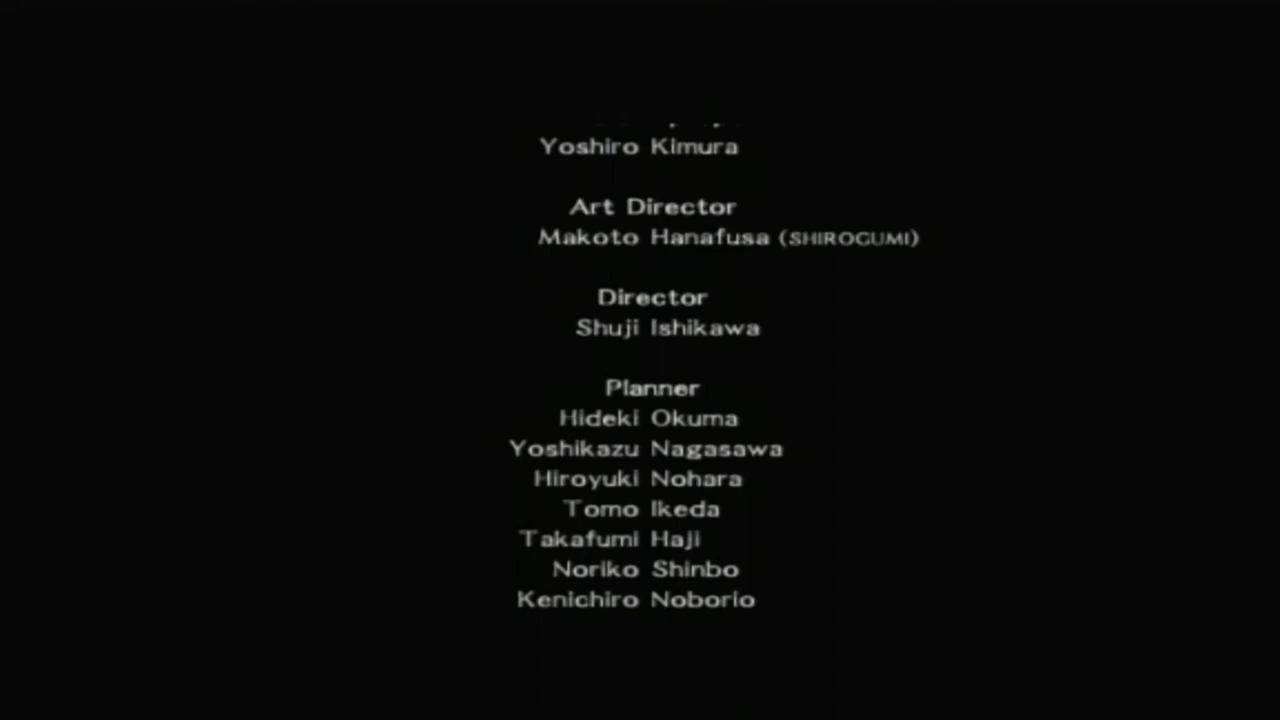 Yoshiro Kimura
Art Director
Makoto Hanafusa (SHIROGUMI)
Director
Shuji Ishikawa
Planner
Hideki Okuma
Yoshikazu Nagasawa
Hiroyuki Nohara
Tomo Ikeda
Takafumi Haji
Noriko Shinbo
Kenichiro Noborio